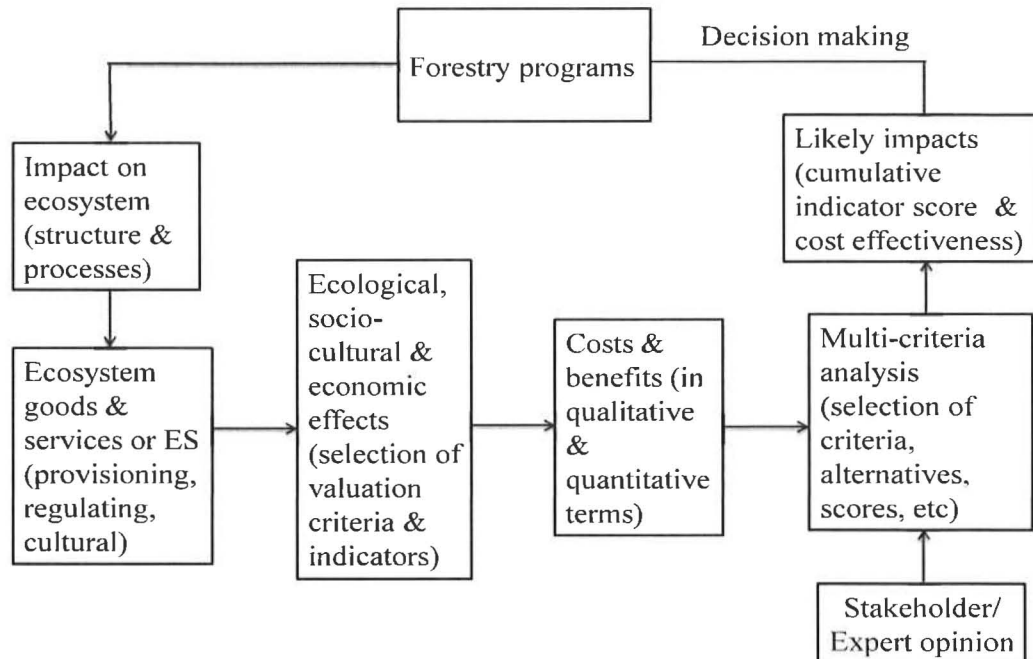 Forestry programs
Decision making
Impact on
ecosystem
(structure &
processes)
Ecosystem
goods &
services or ES
(provisioning,
regulating,
cultural)
Ecological,
socio-
cultural &
economic
effects
(selection of
valuation
criteria &
indicators)
Costs &
benefits (in
qualitative
&
quantitative
terms)
Multi-criteria
analysis
(selection of
criteria,
alternatives,
scores, etc)
Likely impacts
(cumulative
indicator score &
cost effectiveness)
Stakeholder/
Expert opinion